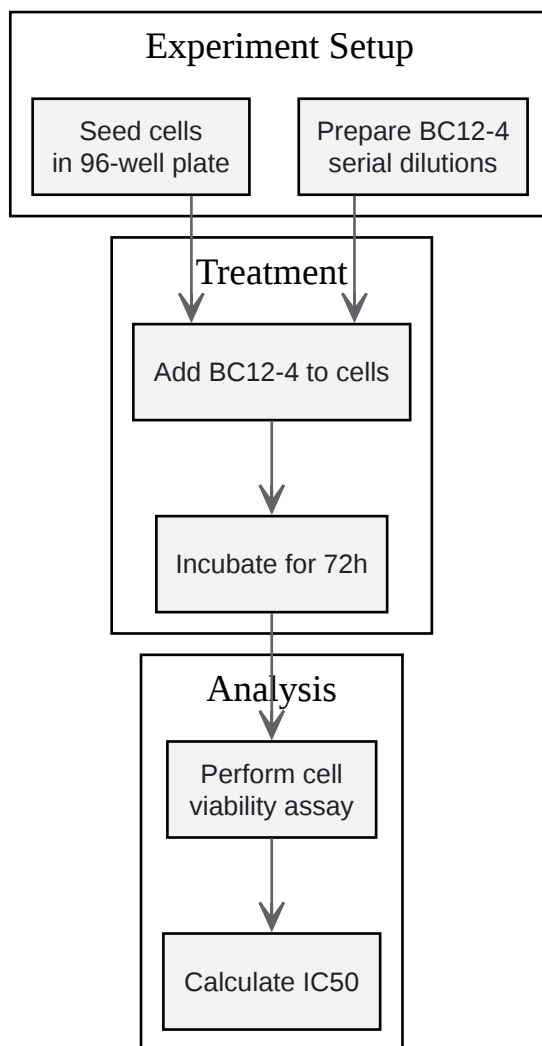 Experiment Setup
Seed cells
in 96-well plate
Prepare BC12-4
serial dilutions
Treatment
Add BC12-4 to cells
Incubate for 72h
Analysis
Perform cell
viability assay
Calculate IC50